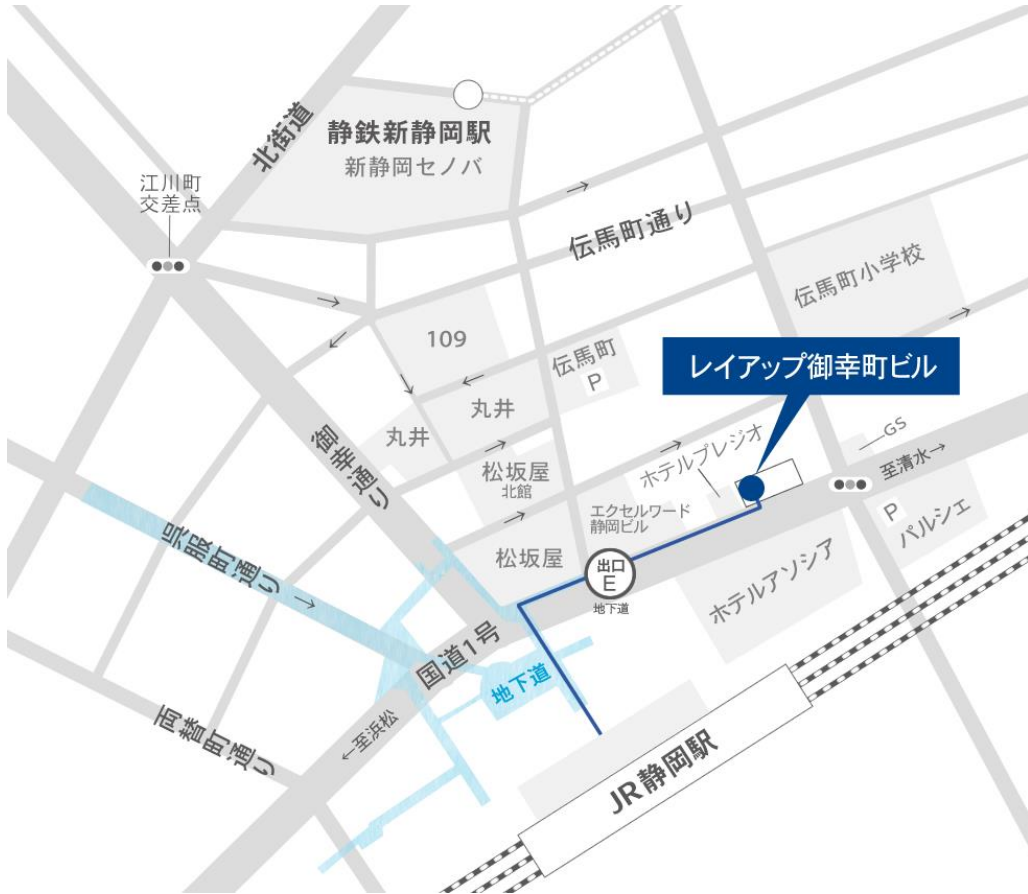 北街道
静鉄新静岡駅
新静岡セノバ
江川町
交差点
→
伝馬町通り
伝馬町小学校
→
→
←
109
↓
←
伝馬町
P
レイアップ御幸町ビル
丸井
丸井
御幸通り
→
松坂屋
北館
→
ホテルプレジオ
GS
至清水→
→
エクセルワード
静岡ビル
P
パルシェ
呉服町通り
→
松坂屋
出口
E
地下道
ホテルアソシア
国道1号
地下道
←至浜松
両替町通り
JR静岡駅